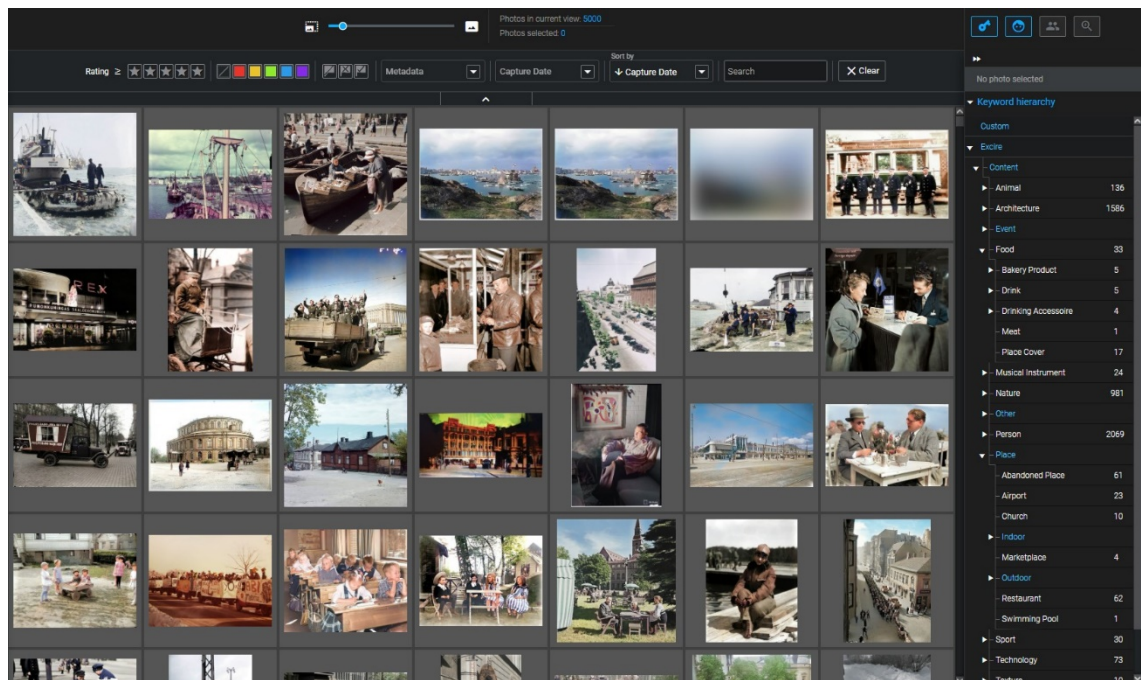 Photos in current view: 5000
Photos selected: 0
Rating ≥
Metadata
Capture Date
Sort by
Capture Date
Search
X Clear
No photo selected
Keyword hierarchy
Custom
Excire
Content
Animal 136
Architecture 1586
Event
Food 33
Bakery Product 5
Drink 5
Drinking Accessoire 4
Meat 1
Place Cover 17
Musical Instrument 24
Nature 981
Other
Person 2069
Place
Abandoned Place 61
Airport 23
Church 10
Indoor
Marketplace 4
Outdoor
Restaurant 62
Swimming Pool 1
Sport 30
Technology 73
Texture 10
REX